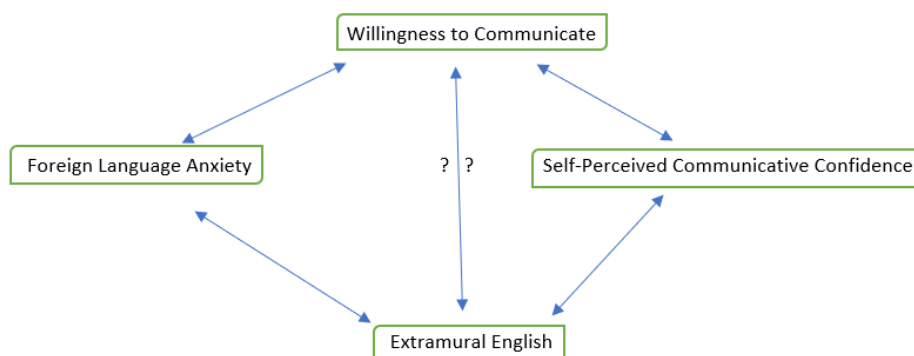 Willingness to Communicate
Foreign Language Anxiety
? ?
Self-Perceived Communicative Confidence
Extramural English